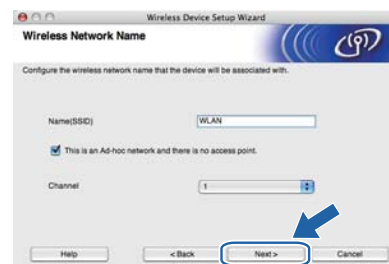 Wireless Device Setup Wizard
Wireless Network Name
Configure the wireless network name that the device will be associated with.
Name(SSID) WLAN
This is an Ad-hoc network and there is no access point.
Channel 1
Help < Back Next > Cancel